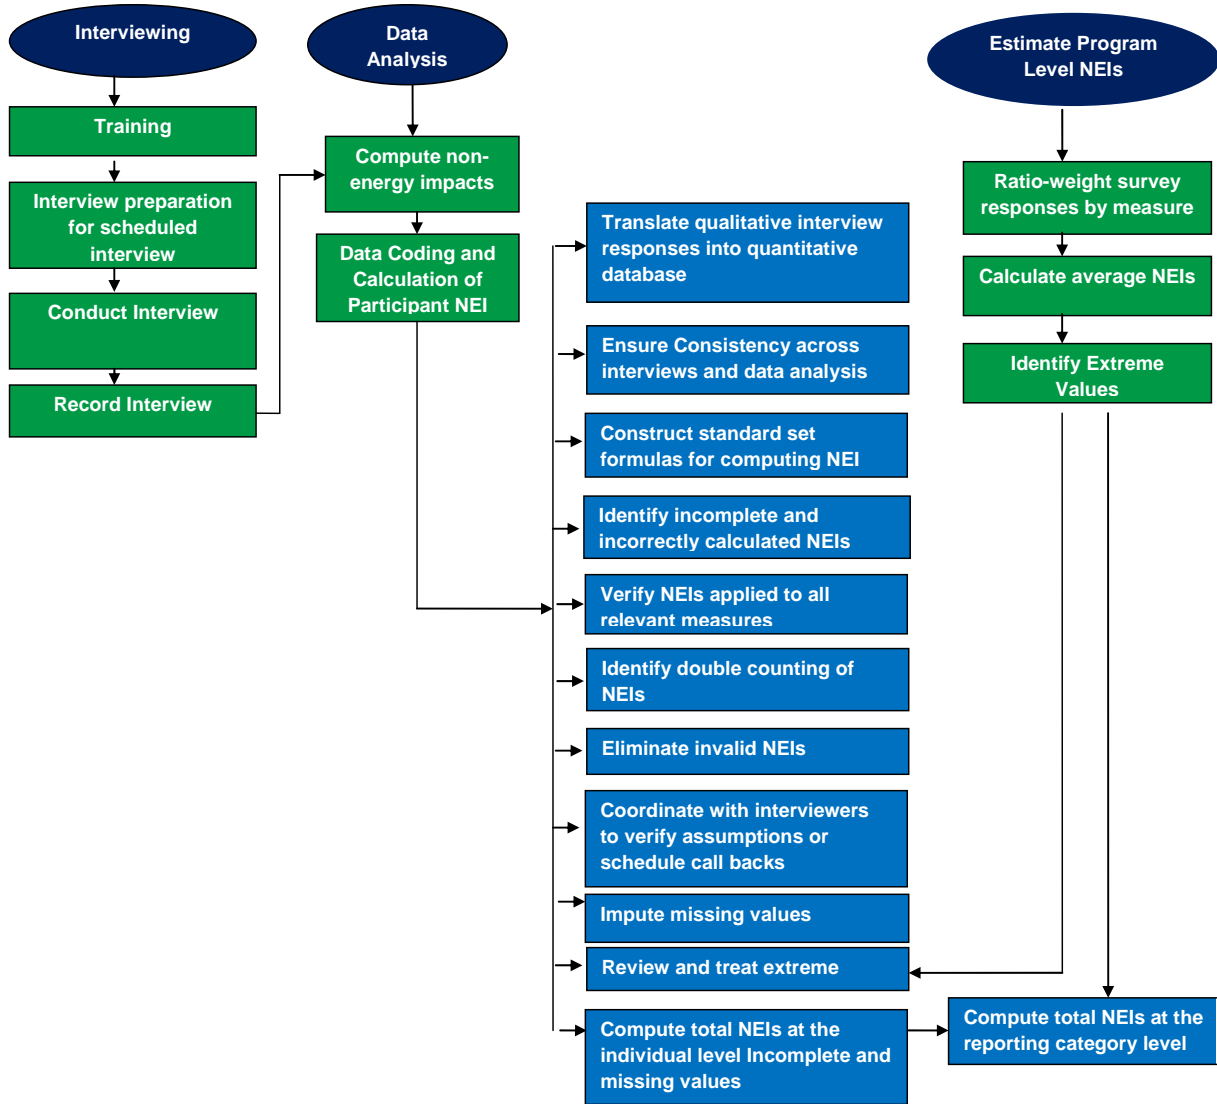 Interviewing
Training
Interview preparation
for scheduled
interview
Conduct Interview
Record Interview
Data
Analysis
Compute non-
energy impacts
Data Coding and
Calculation of
Participant NEI
Translate qualitative interview
responses into quantitative
database
Ensure Consistency across
interviews and data analysis
Construct standard set
formulas for computing NEI
Identify incomplete and
incorrectly calculated NEIs
Verify NEIs applied to all
relevant measures
Identify double counting of
NEIs
Eliminate invalid NEIs
Coordinate with interviewers
to verify assumptions or
schedule call backs
Impute missing values
Review and treat extreme
Compute total NEIs at the
individual level Incomplete and
missing values
Estimate Program
Level NEIs
Ratio-weight survey
responses by measure
Calculate average NEIs
Identify Extreme
Values
Compute total NEIs at the
reporting category level